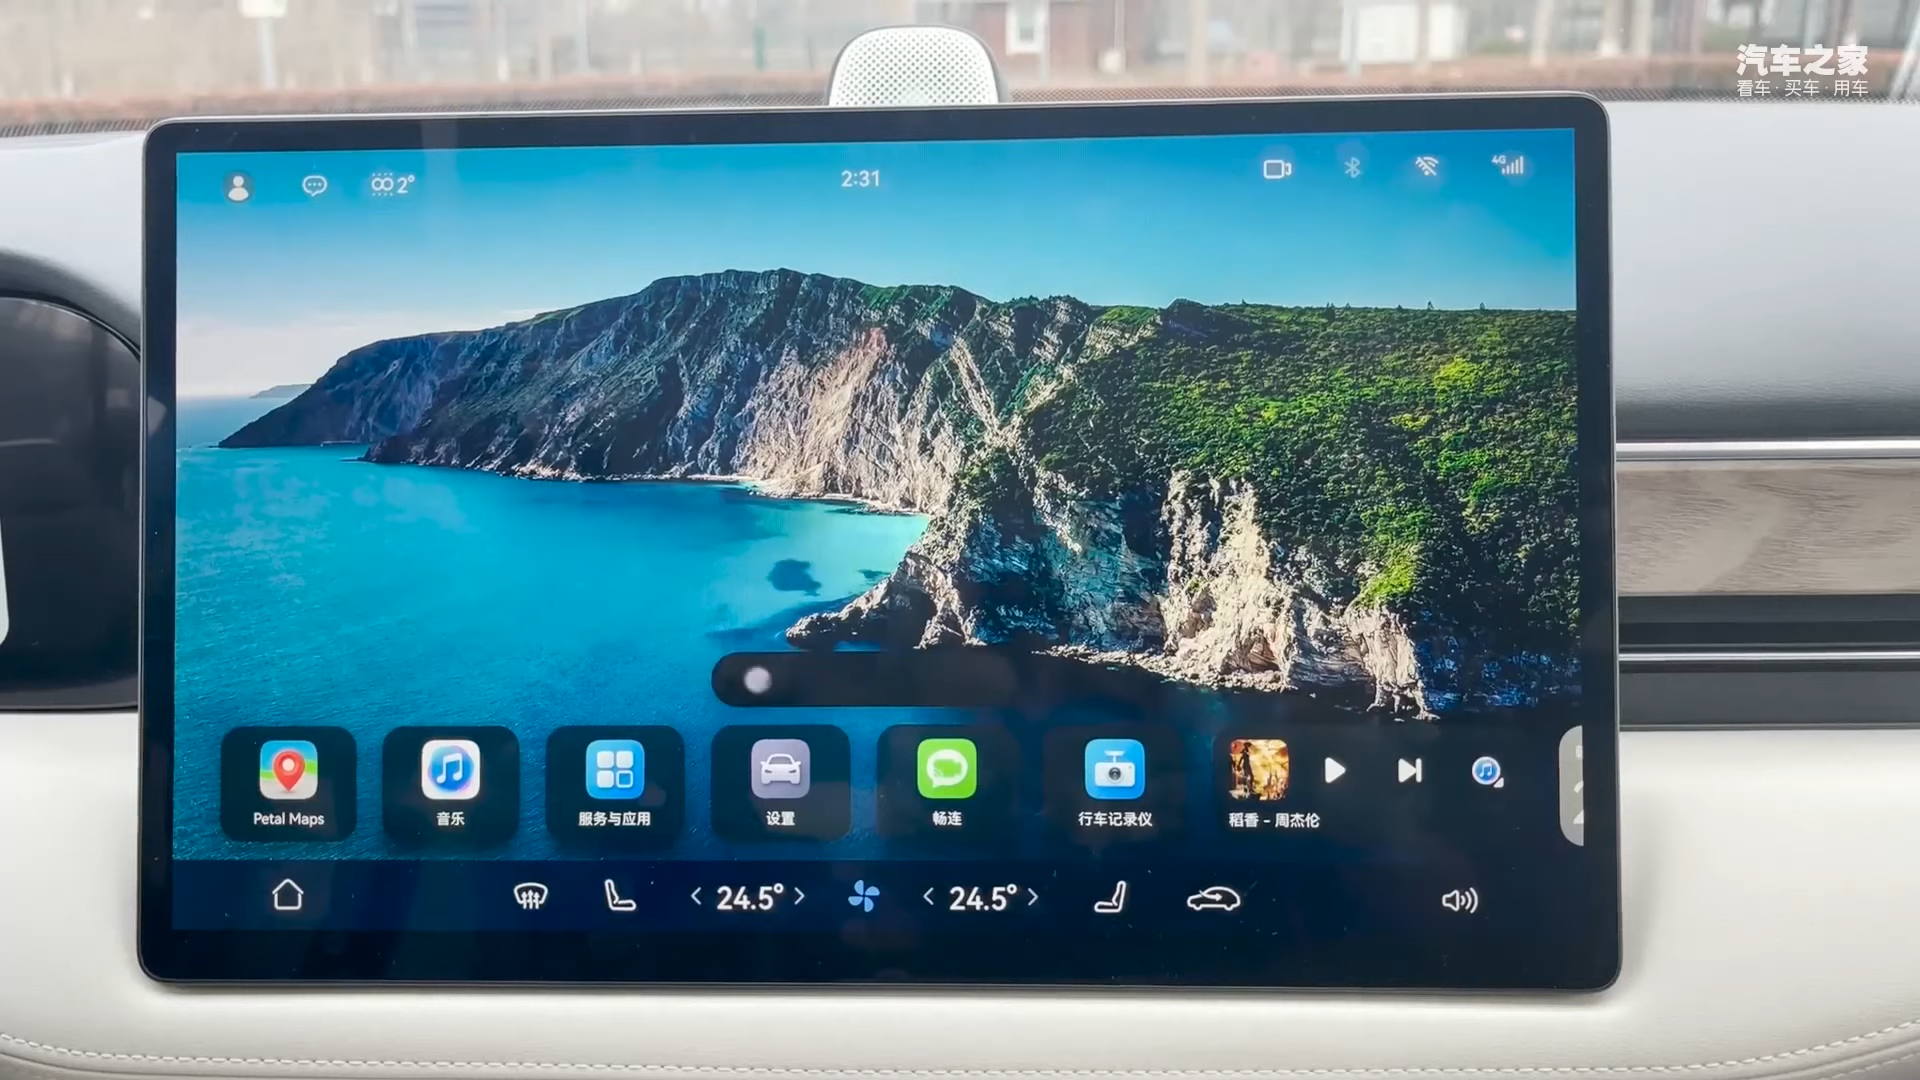 汽车之家
看车·买车·用车
2°
2:31
4G
Petal Maps
音乐
服务与应用
设置
畅连
行车记录仪
稻香 - 周杰伦
24.5°
24.5°